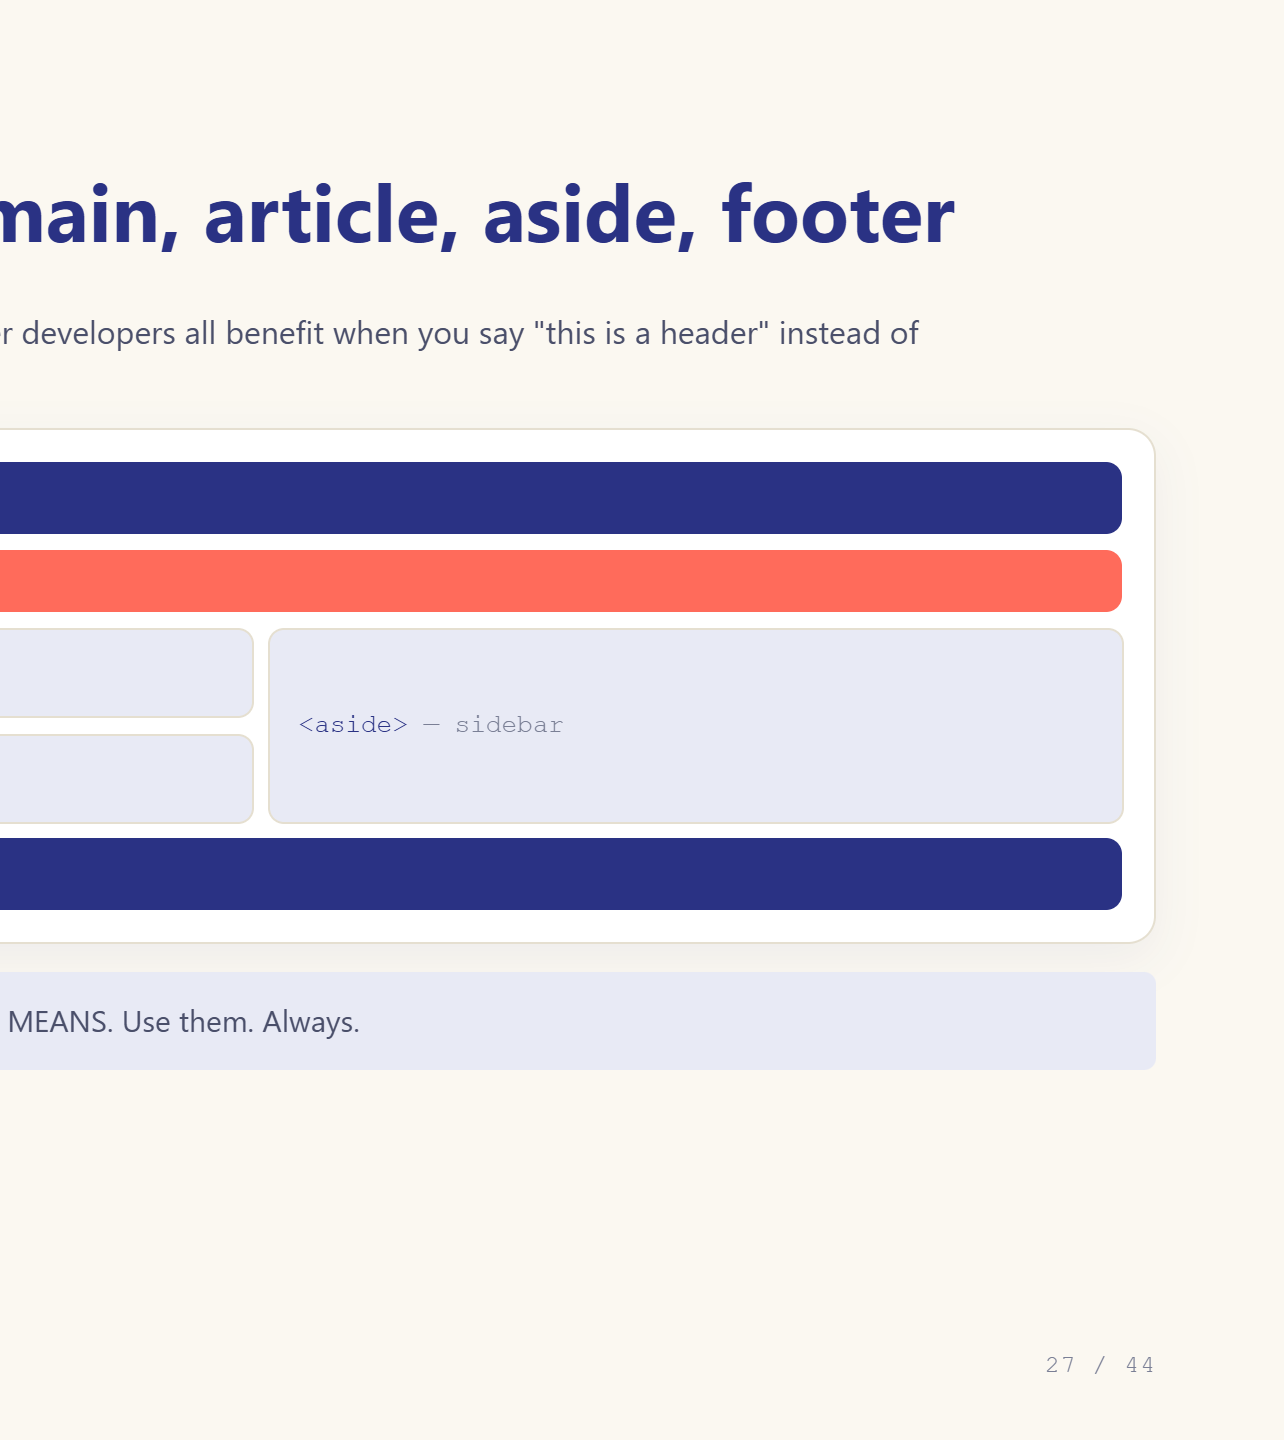 main, article, aside, footer
developers all benefit when you say "this is a header" instead of
<aside> — sidebar
MEANS. Use them. Always.
27 / 44